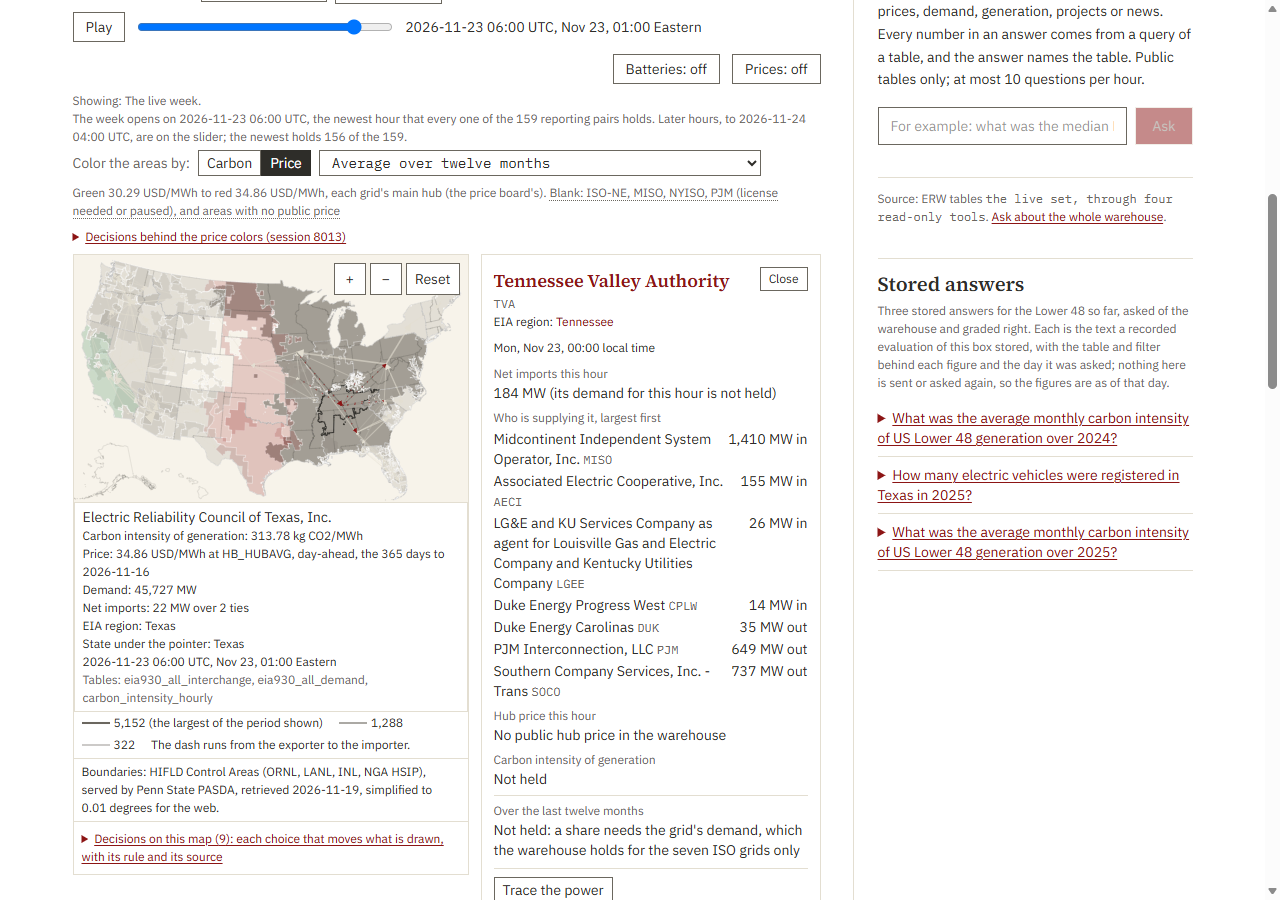 Play
2026-11-23 06:00 UTC, Nov 23, 01:00 Eastern
Batteries: off
Prices: off
Showing: The live week.
The week opens on 2026-11-23 06:00 UTC, the newest hour that every one of the 159 reporting pairs holds. Later hours, to 2026-11-24
04:00 UTC, are on the slider; the newest holds 156 of the 159.
Color the areas by:
Carbon
Price
Average over twelve months
Green 30.29 USD/MWh to red 34.86 USD/MWh, each grid's main hub (the price board's). Blank: ISO-NE, MISO, NYISO, PJM (license
needed or paused), and areas with no public price
Decisions behind the price colors (session 8013)
+
−
Reset
Electric Reliability Council of Texas, Inc.
Carbon intensity of generation: 313.78 kg CO2/MWh
Price: 34.86 USD/MWh at HB_HUBAVG, day-ahead, the 365 days to
2026-11-16
Demand: 45,727 MW
Net imports: 22 MW over 2 ties
EIA region: Texas
State under the pointer: Texas
2026-11-23 06:00 UTC, Nov 23, 01:00 Eastern
Tables: eia930_all_interchange, eia930_all_demand,
carbon_intensity_hourly
5,152 (the largest of the period shown)
1,288
322
The dash runs from the exporter to the importer.
Boundaries: HIFLD Control Areas (ORNL, LANL, INL, NGA HSIP),
served by Penn State PASDA, retrieved 2026-11-19, simplified to
0.01 degrees for the web.
Decisions on this map (9): each choice that moves what is drawn,
with its rule and its source
Tennessee Valley Authority
Close
TVA
EIA region: Tennessee
Mon, Nov 23, 00:00 local time
Net imports this hour
184 MW (its demand for this hour is not held)
Who is supplying it, largest first
Midcontinent Independent System
Operator, Inc. MISO
1,410 MW in
Associated Electric Cooperative, Inc.
AECI
155 MW in
LG&E and KU Services Company as
agent for Louisville Gas and Electric
Company and Kentucky Utilities
Company LGEE
26 MW in
Duke Energy Progress West CPLW
14 MW in
Duke Energy Carolinas DUK
35 MW out
PJM Interconnection, LLC PJM
649 MW out
Southern Company Services, Inc. -
Trans SOCO
737 MW out
Hub price this hour
No public hub price in the warehouse
Carbon intensity of generation
Not held
Over the last twelve months
Not held: a share needs the grid's demand, which
the warehouse holds for the seven ISO grids only
Trace the power
prices, demand, generation, projects or news.
Every number in an answer comes from a query of
a table, and the answer names the table. Public
tables only; at most 10 questions per hour.
For example: what was the median
Ask
Source: ERW tables the live set, through four
read-only tools. Ask about the whole warehouse.
Stored answers
Three stored answers for the Lower 48 so far, asked of the
warehouse and graded right. Each is the text a recorded
evaluation of this box stored, with the table and filter
behind each figure and the day it was asked; nothing here
is sent or asked again, so the figures are as of that day.
What was the average monthly carbon intensity
of US Lower 48 generation over 2024?
How many electric vehicles were registered in
Texas in 2025?
What was the average monthly carbon intensity
of US Lower 48 generation over 2025?